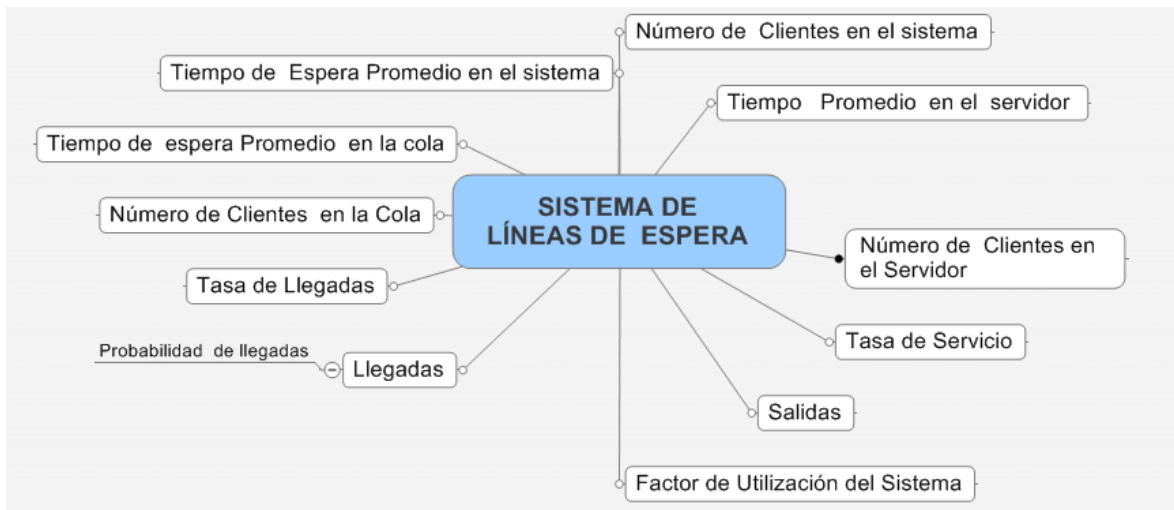 Número de Clientes en el sistema
Tiempo de Espera Promedio en el sistema
Tiempo Promedio en el servidor
Tiempo de espera Promedio en la cola
SISTEMA DE
LÍNEAS DE ESPERA
Número de Clientes en la Cola
Número de Clientes en
el Servidor
Tasa de Llegadas
Tasa de Servicio
Probabilidad de llegadas
Llegadas
Salidas
Factor de Utilización del Sistema